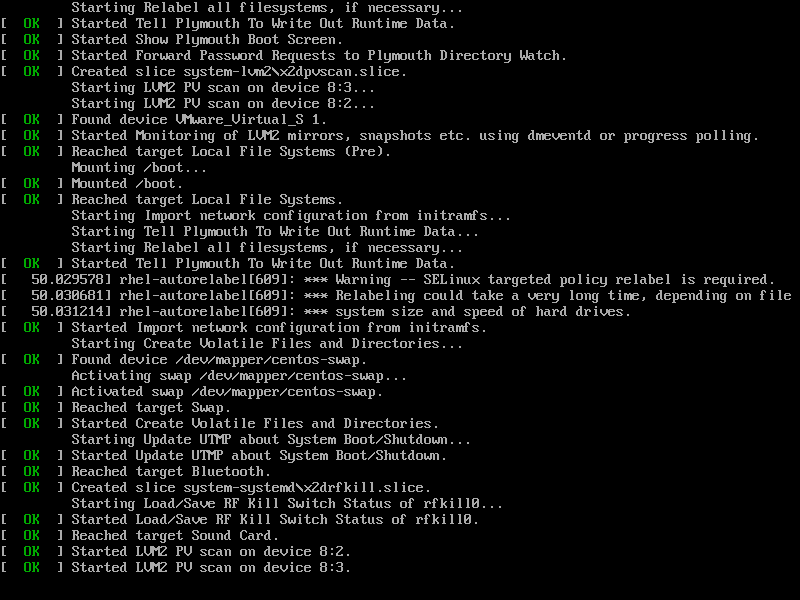 Starting Relabel all filesystems, if necessary...
[  OK  ] Started Tell Plymouth To Write Out Runtime Data.
[  OK  ] Started Show Plymouth Boot Screen.
[  OK  ] Started Forward Password Requests to Plymouth Directory Watch.
[  OK  ] Created slice system-lvm2\x2dpvscan.slice.
         Starting LVM2 PV scan on device 8:3...
         Starting LVM2 PV scan on device 8:2...
[  OK  ] Found device VMware_Virtual_S 1.
[  OK  ] Started Monitoring of LVM2 mirrors, snapshots etc. using dmeventd or progress polling.
[  OK  ] Reached target Local File Systems (Pre).
         Mounting /boot...
[  OK  ] Mounted /boot.
[  OK  ] Reached target Local File Systems.
         Starting Import network configuration from initramfs...
         Starting Tell Plymouth To Write Out Runtime Data...
         Starting Relabel all filesystems, if necessary...
[  OK  ] Started Tell Plymouth To Write Out Runtime Data.
[   50.029578] rhel-autorelabel[609]: *** Warning -- SELinux targeted policy relabel is required.
[   50.030681] rhel-autorelabel[609]: *** Relabeling could take a very long time, depending on file
[   50.031214] rhel-autorelabel[609]: *** system size and speed of hard drives.
[  OK  ] Started Import network configuration from initramfs.
         Starting Create Volatile Files and Directories...
[  OK  ] Found device /dev/mapper/centos-swap.
         Activating swap /dev/mapper/centos-swap...
[  OK  ] Activated swap /dev/mapper/centos-swap.
[  OK  ] Reached target Swap.
[  OK  ] Started Create Volatile Files and Directories.
         Starting Update UTMP about System Boot/Shutdown...
[  OK  ] Started Update UTMP about System Boot/Shutdown.
[  OK  ] Reached target Bluetooth.
[  OK  ] Created slice system-systemd\x2drfkill.slice.
         Starting Load/Save RF Kill Switch Status of rfkill0...
[  OK  ] Started Load/Save RF Kill Switch Status of rfkill0.
[  OK  ] Reached target Sound Card.
[  OK  ] Started LVM2 PV scan on device 8:2.
[  OK  ] Started LVM2 PV scan on device 8:3.